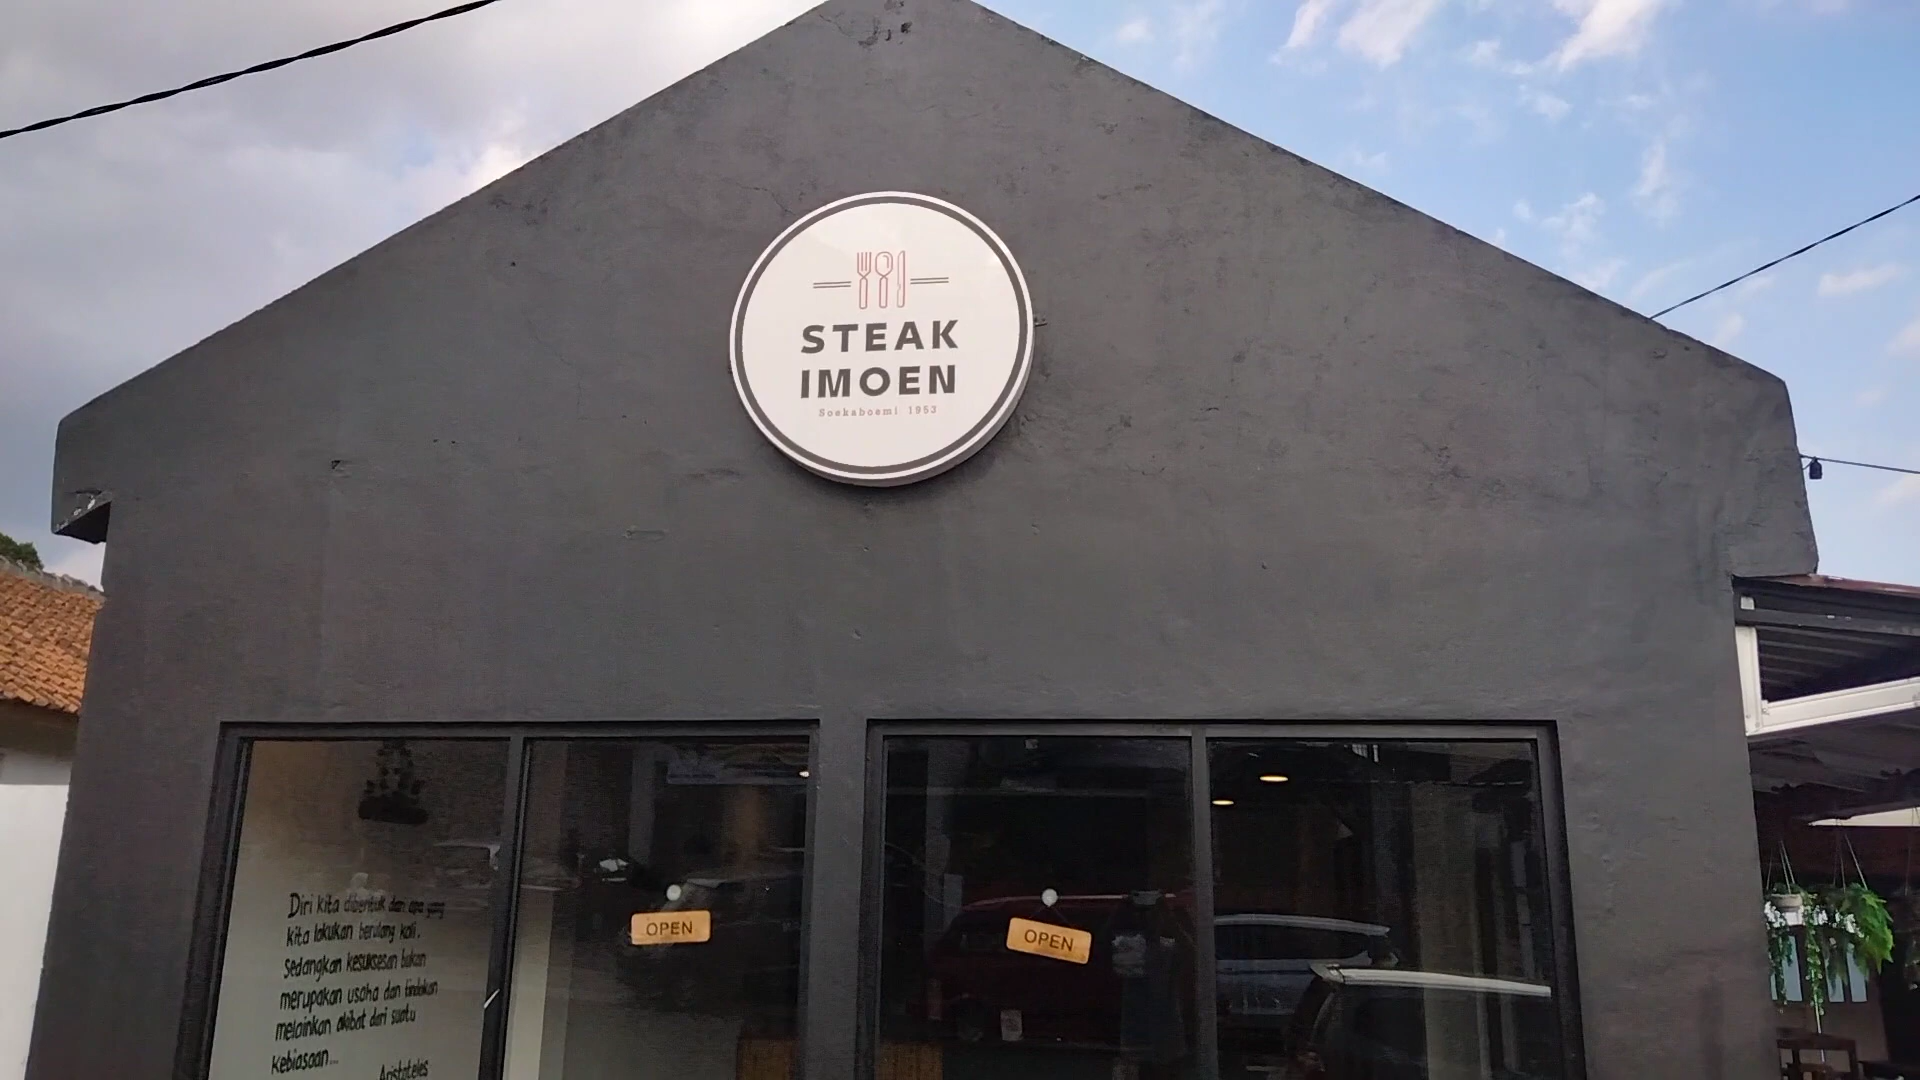 STEAK
IMOEN
Soekaboemi 1953
OPEN
OPEN
Diri kita dibentuk dari apa yang
kita lakukan berulang kali.
sedangkan kesuksesan bukan
merupakan usaha dan tindakan
melainkan akibat dari suatu
kebiasaan...
Aristoteles